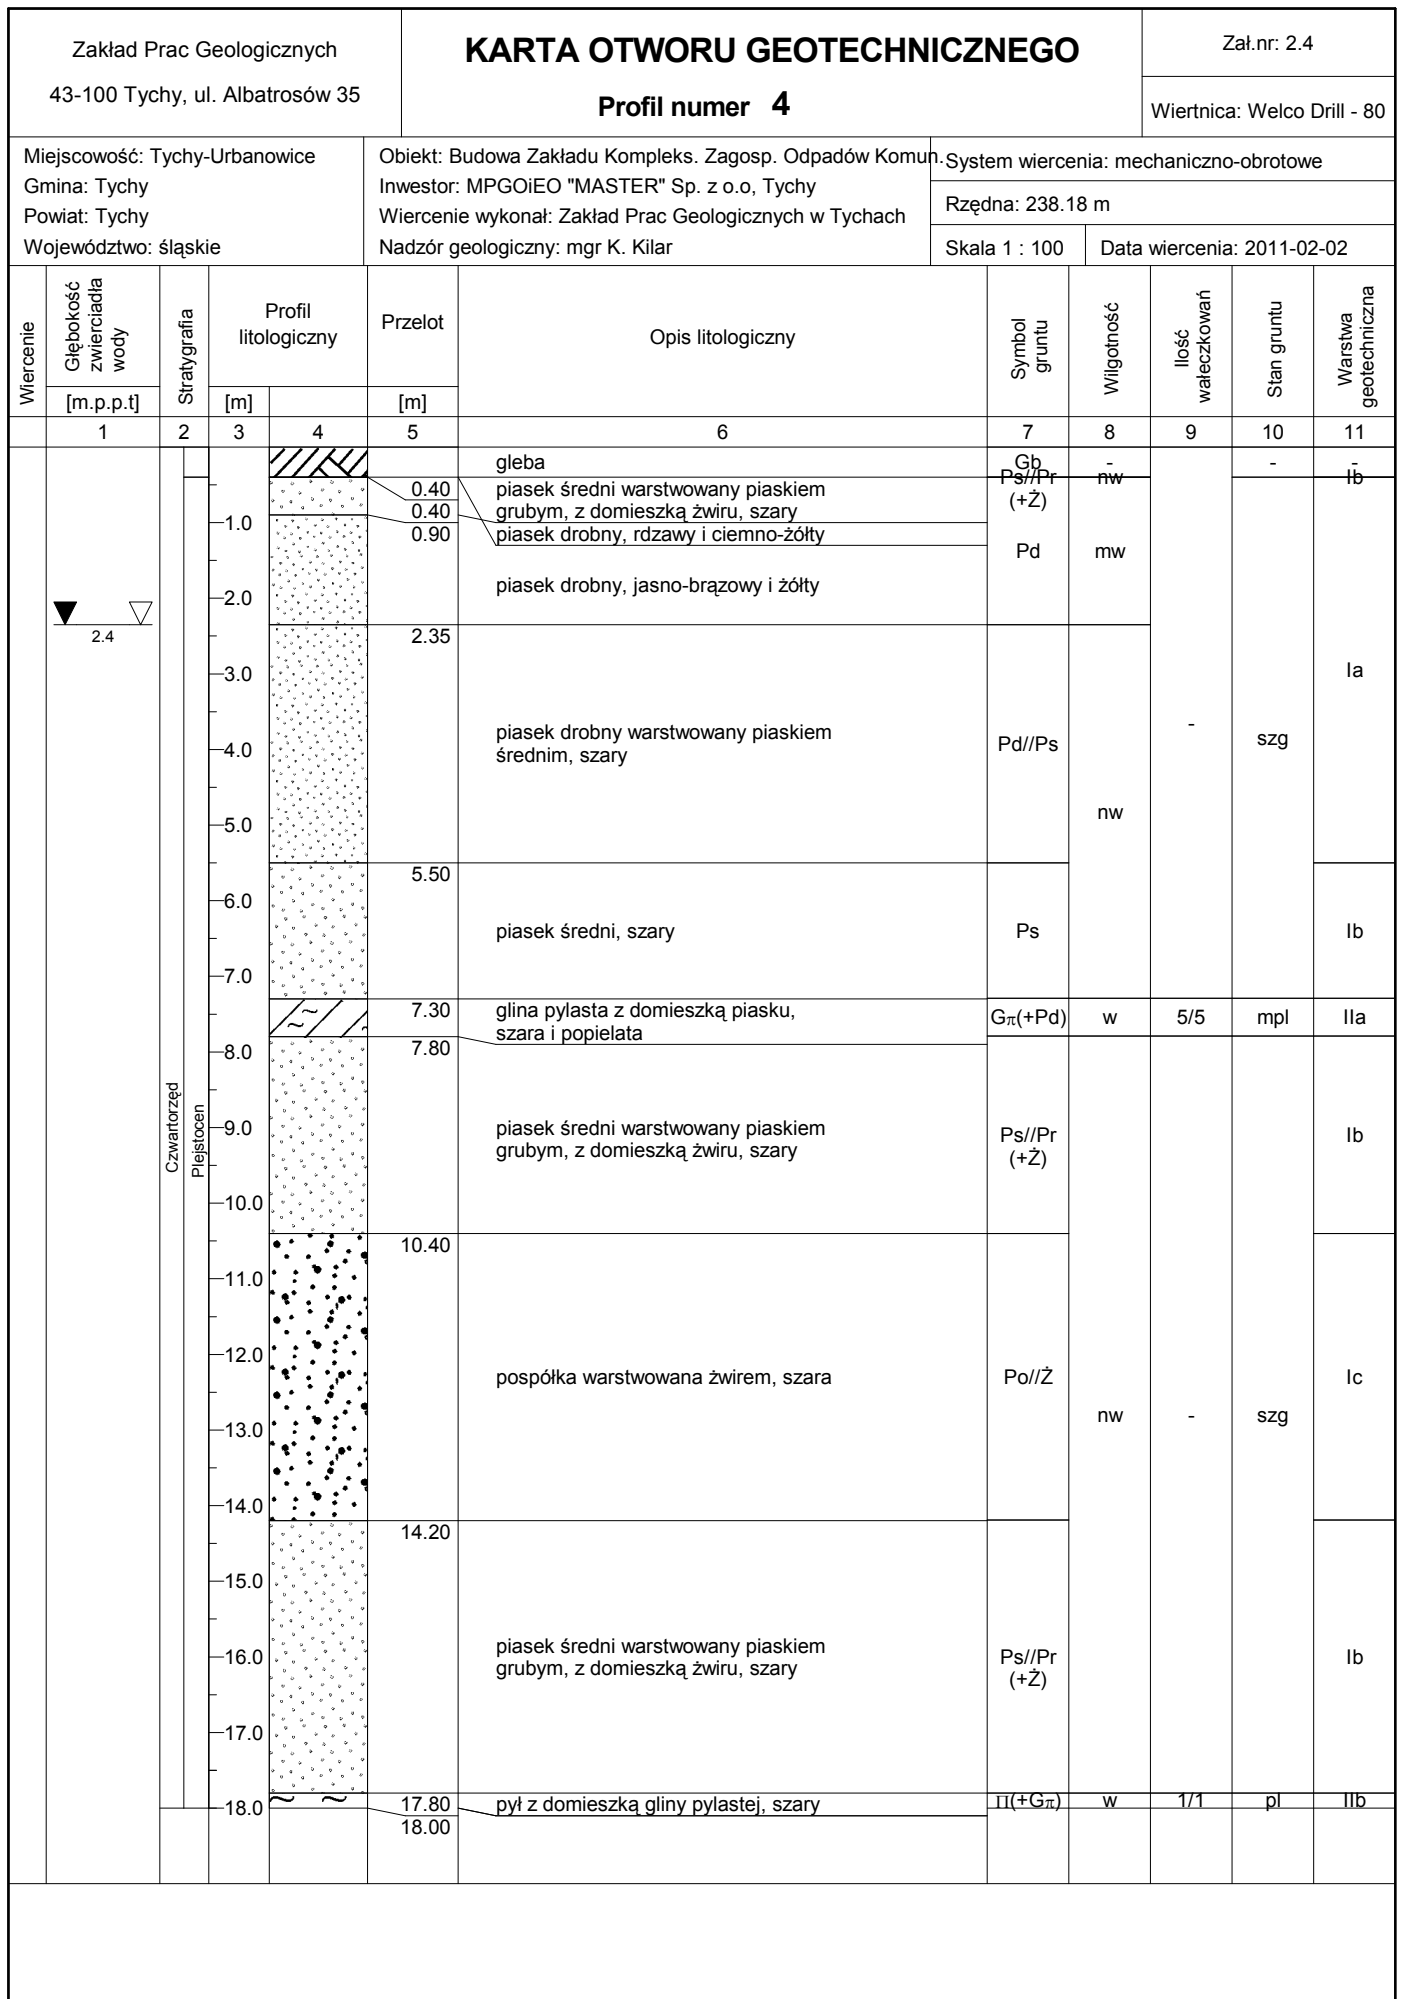 Zakład Prac Geologicznych
43-100 Tychy, ul. Albatrosów 35
KARTA OTWORU GEOTECHNICZNEGO
Profil numer 4
Zał.nr: 2.4
Wiertnica: Welco Drill - 80
Miejscowość: Tychy-Urbanowice
Gmina: Tychy
Powiat: Tychy
Województwo: śląskie
Obiekt: Budowa Zakładu Kompleks. Zagosp. Odpadów Komun.
Inwestor: MPGOiEO "MASTER" Sp. z o.o, Tychy
Wiercenie wykonał: Zakład Prac Geologicznych w Tychach
Nadzór geologiczny: mgr K. Kilar
System wiercenia: mechaniczno-obrotowe
Rzędna: 238.18 m
Skala 1 : 100
Data wiercenia: 2011-02-02
Wiercenie
Głębokość
zwierciadła
wody
[m.p.p.t]
Stratygrafia
Profil
litologiczny
[m]
Przelot
[m]
Opis litologiczny
Symbol
gruntu
Wilgotność
Ilość
wałeczkowań
Stan gruntu
Warstwa
geotechniczna
1 2 3 4 5 6 7 8 9 10 11
gleba Gb - - -
0.40 piasek średni warstwowany piaskiem Ps//Pr nw Ib
grubym, z domieszką żwiru, szary (+Ż)
0.40
1.0
piasek drobny, rdzawy i ciemno-żółty
0.90
Pd mw
piasek drobny, jasno-brązowy i żółty
2.0
2.4
2.35
3.0
Ia
piasek drobny warstwowany piaskiem
średnim, szary
Pd//Ps
-
szg
4.0
nw
5.0
5.50
6.0
piasek średni, szary Ps Ib
7.0
7.30 glina pylasta z domieszką piasku,
szara i popielata
Gπ(+Pd) w 5/5 mpl IIa
7.80
8.0
Czwartorzęd
Plejstocen
9.0
piasek średni warstwowany piaskiem
grubym, z domieszką żwiru, szary
Ps//Pr
(+Ż)
Ib
10.0
10.40
11.0
12.0
pospółka warstwowana żwirem, szara Po//Ż Ic
nw - szg
13.0
14.0
14.20
15.0
16.0
piasek średni warstwowany piaskiem
grubym, z domieszką żwiru, szary
Ps//Pr
(+Ż)
Ib
17.0
18.0
17.80 pył z domieszką gliny pylastej, szary Π(+Gπ) w 1/1 pl IIb
18.00